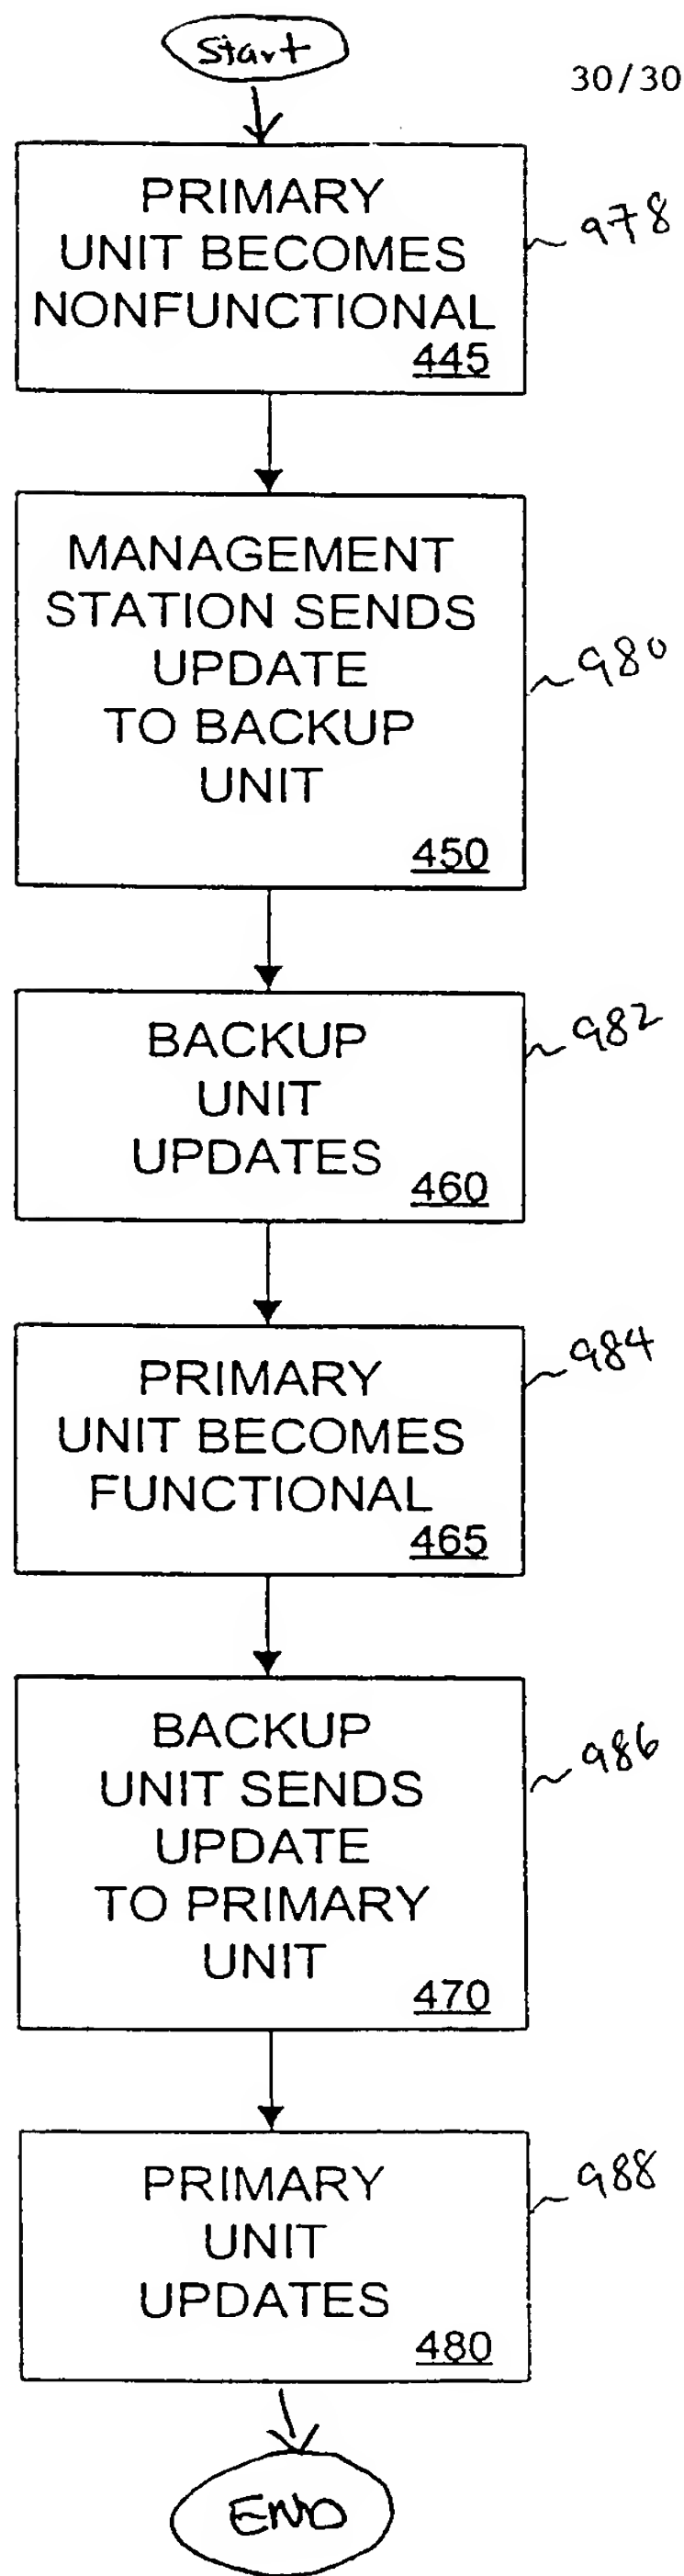 Start
30/30
PRIMARY
UNIT BECOMES
NONFUNCTIONAL
445
978
MANAGEMENT
STATION SENDS
UPDATE
TO BACKUP
UNIT
450
980
BACKUP
UNIT
UPDATES
460
982
PRIMARY
UNIT BECOMES
FUNCTIONAL
465
984
BACKUP
UNIT SENDS
UPDATE
TO PRIMARY
UNIT
470
986
PRIMARY
UNIT
UPDATES
480
988
END